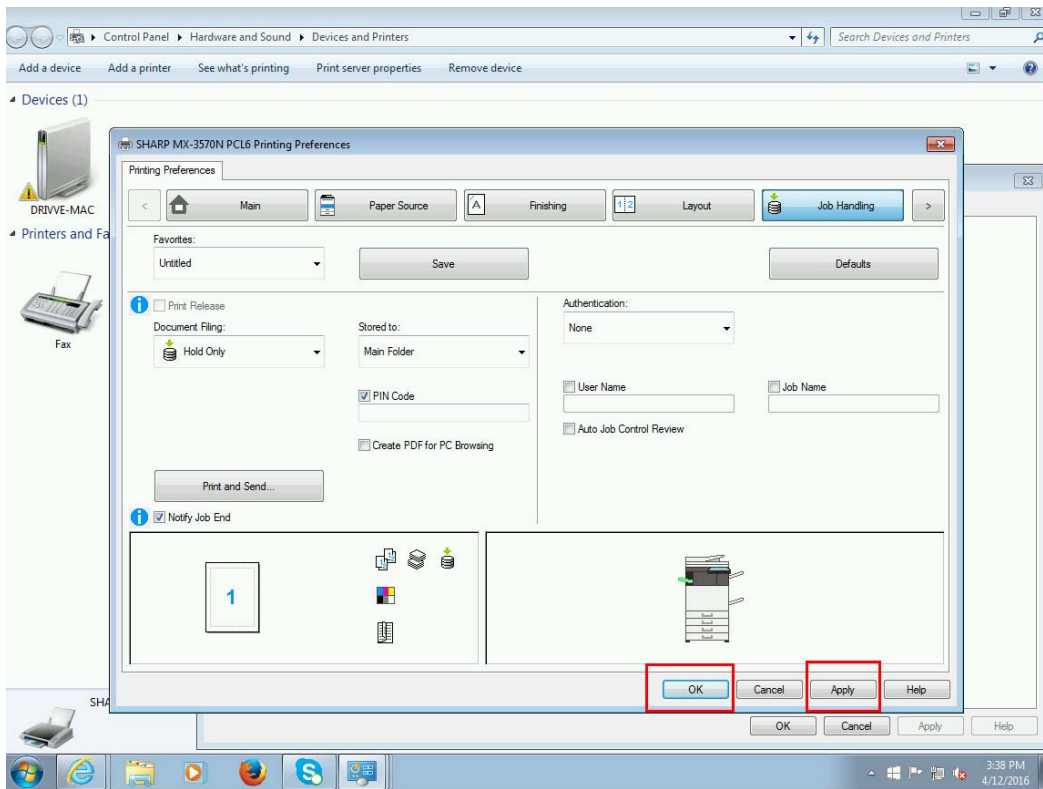 Control Panel ▸ Hardware and Sound ▸ Devices and Printers
Search Devices and Printers
Add a device Add a printer See what's printing Print server properties Remove device
Devices (1)
DRIVVE-MAC
Printers and Fa
Fax
SHARP MX-3570N PCL6 Printing Preferences
Printing Preferences
< Main Paper Source Finishing Layout Job Handling >
Favorites:
Untitled Save Defaults
Print Release
Document Filing:
Hold Only
Stored to:
Main Folder
PIN Code
Create PDF for PC Browsing
Authentication:
None
User Name Job Name
Auto Job Control Review
Print and Send...
Notify Job End
1
OK Cancel Apply Help
SHA
OK Cancel Apply Help
3:38 PM
4/12/2016